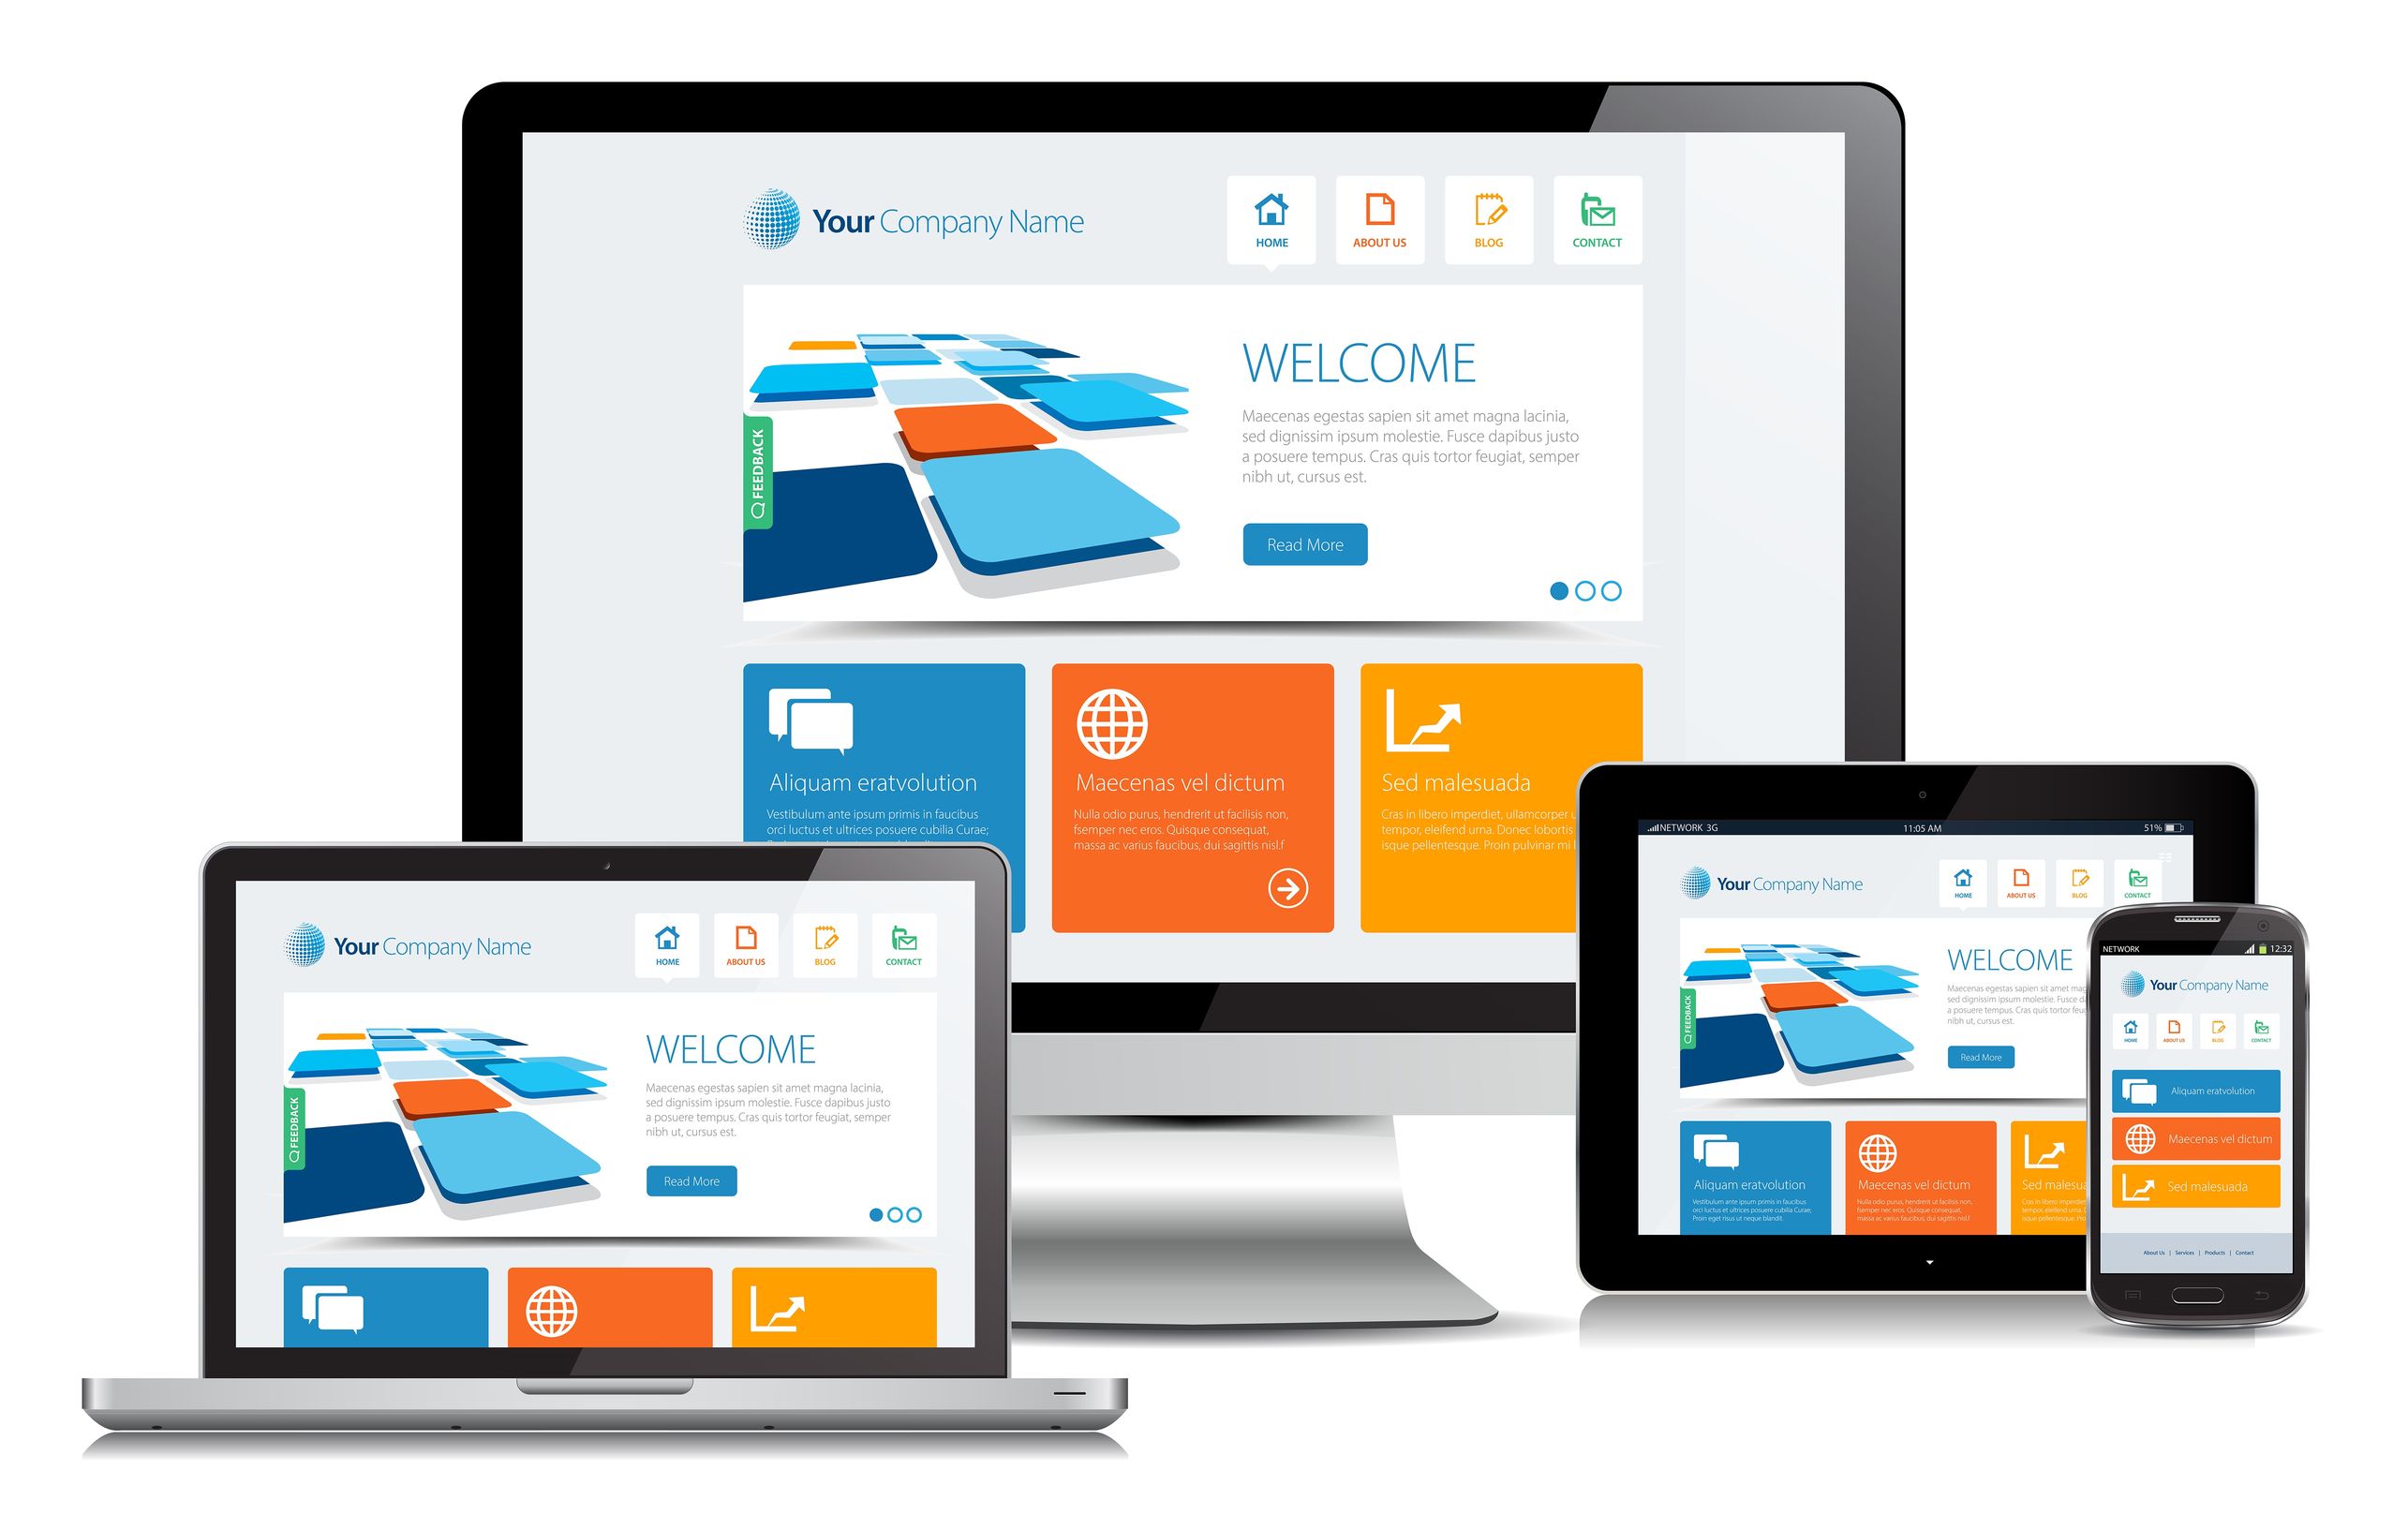 Your Company Name
HOME
ABOUT US
BLOG
CONTACT
WELCOME
Maecenas egestas sapien sit amet magna lacinia,
sed dignissim ipsum molestie. Fusce dapibus justo
a posuere tempus. Cras quis tortor feugiat, semper
nibh ut, cursus est.
FEEDBACK
Read More
Aliquam eratvolution
Vestibulum ante ipsum primis in faucibus
orci luctus et ultrices posuere cubilia Curae;
Maecenas vel dictum
Nulla odio purus, hendrerit ut facilisis non,
fsemper nec eros. Quisque consequat,
massa ac varius faucibus, dui sagittis nisl.f
Sed malesuada
Cras in libero imperdiet, ullamcorper
tempor, eleifend urna. Donec lobortis
isque pellentesque. Proin pulvinar mi
Your Company Name
HOME
ABOUT US
BLOG
CONTACT
WELCOME
Maecenas egestas sapien sit amet magna lacinia,
sed dignissim ipsum molestie. Fusce dapibus justo
a posuere tempus. Cras quis tortor feugiat, semper
nibh ut, cursus est.
FEEDBACK
Read More
NETWORK 3G
11:05 AM
51%
Your Company Name
HOME
ABOUT US
BLOG
CONTACT
WELCOME
Maecenas egestas sapien sit amet
sed dignissim ipsum molestie. Fusce
a posuere tempus. Cras quis tortor
nibh ut, cursus est.
FEEDBACK
Read More
Aliquam eratvolution
Vestibulum ante ipsum primis in faucibus
orci luctus et ultrices posuere cubilia Curae;
Proin eget risus ut neque blandit.
Maecenas vel dictum
Nulla odio purus, hendrerit ut facilisis non,
fsemper nec eros. Quisque consequat,
massa ac varius faucibus, dui sagittis nisl.f
Sed
Cras in libero
tempor, eleifend urna.
isque pellentesque.
NETWORK
12:32
Your Company Name
HOME
ABOUT US
BLOG
CONTACT
Aliquam eratvolution
Maecenas vel dictum
Sed malesuada
About Us | Services | Products | Contact